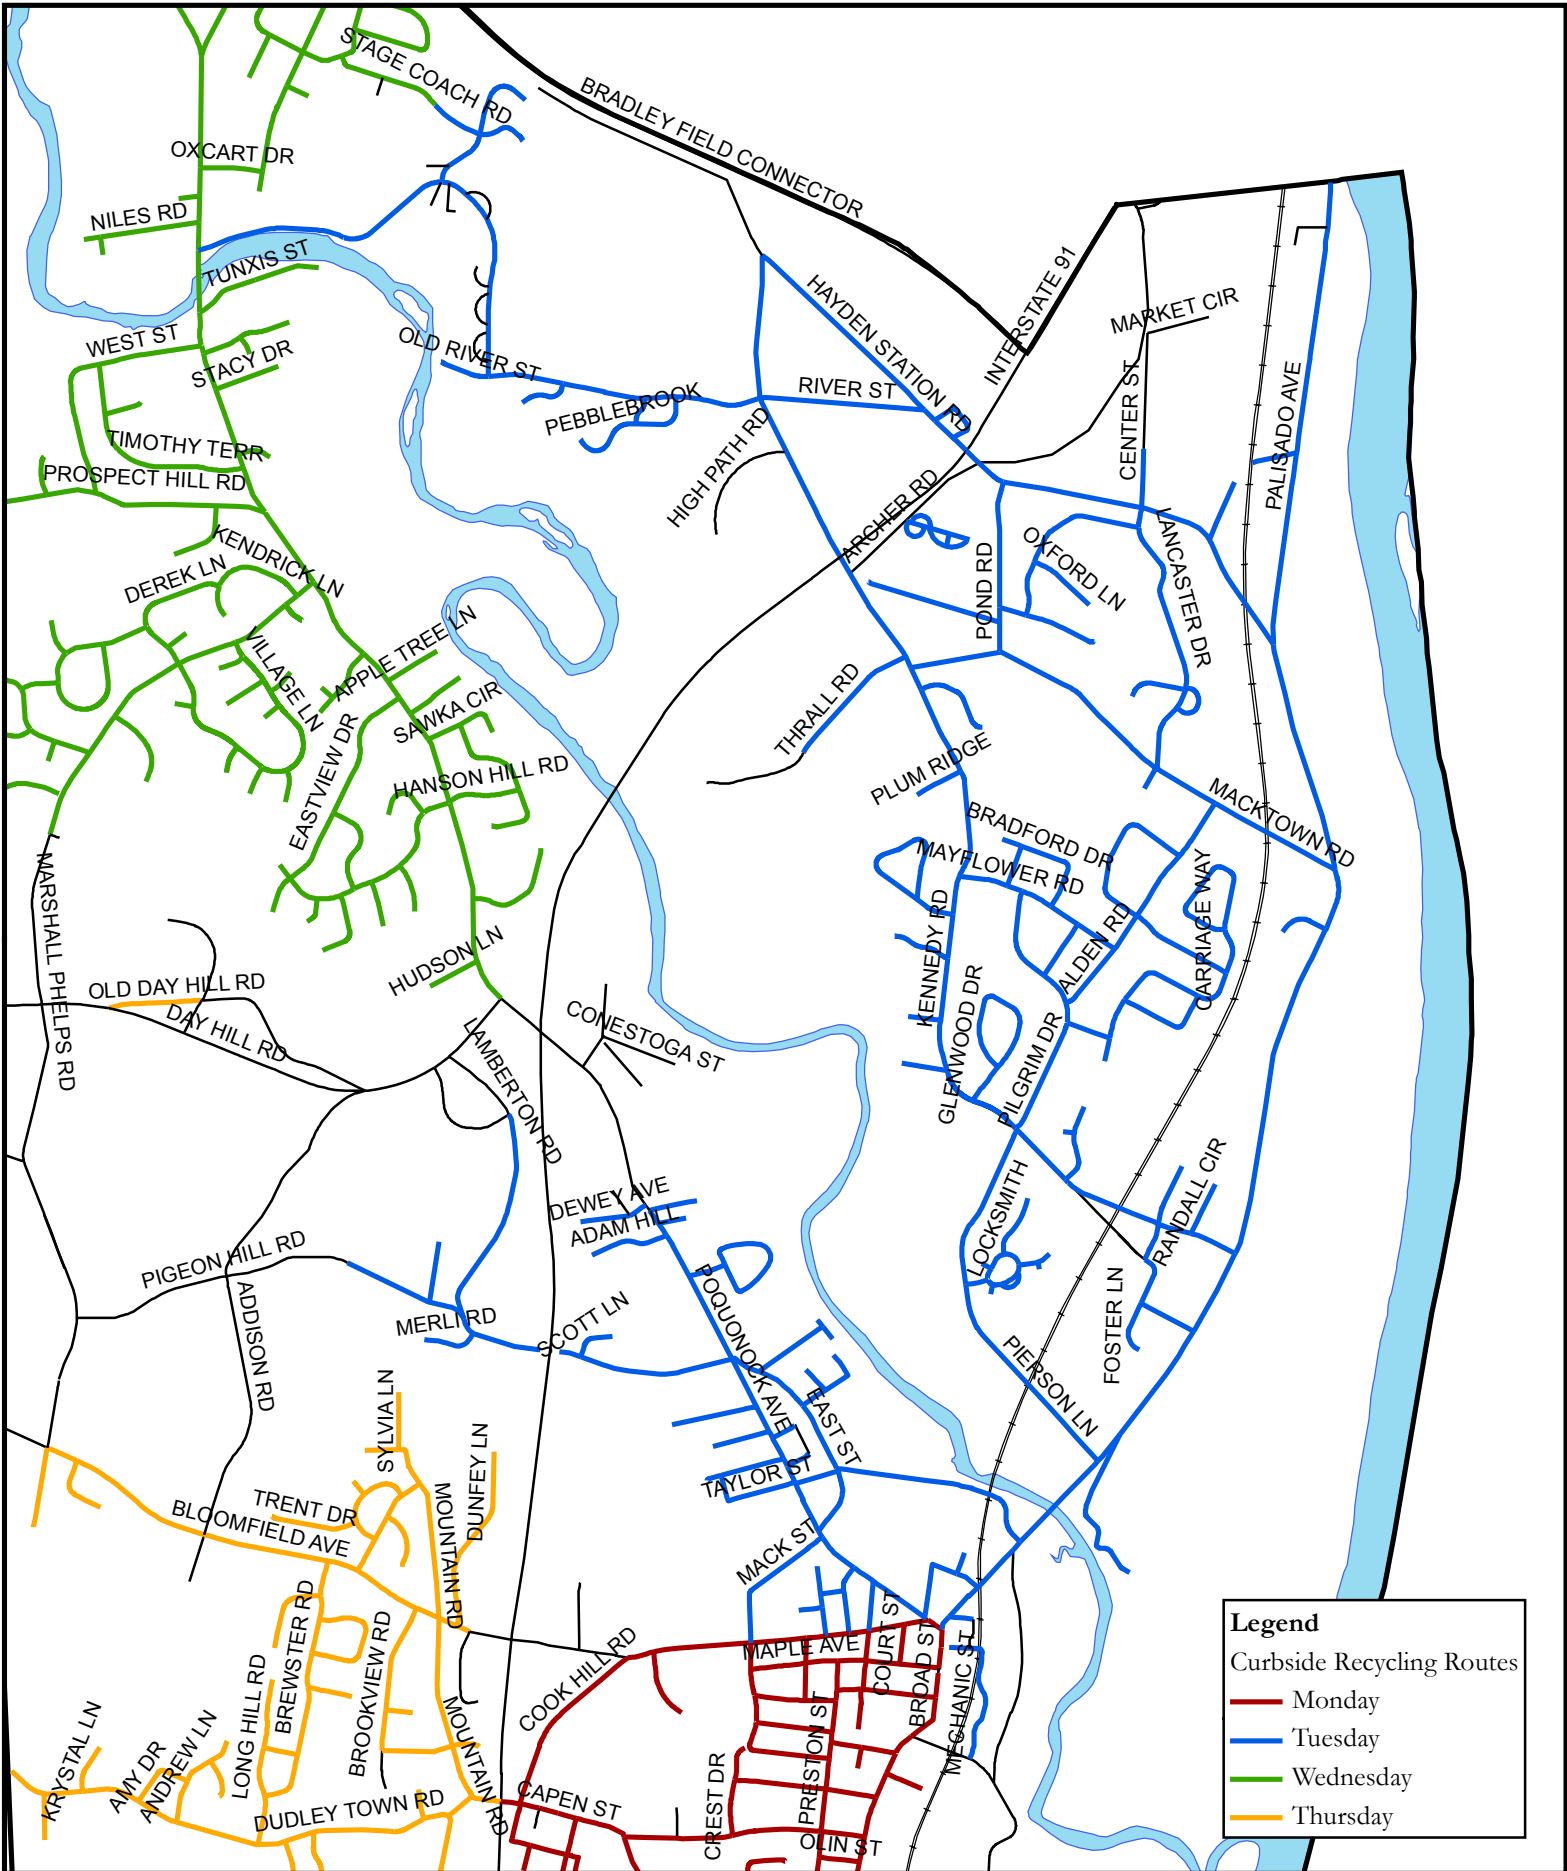 STAGE COACH RD
BRADLEY FIELD CONNECTOR
OXCART DR
NILES RD
TUNXIS ST
INTERSTATE 91
HAYDEN STATION RD
MARKET CIR
WEST ST
STACY DR
OLD RIVER ST
RIVER ST
CENTER ST
PALISADO AVE
PEBBLEBROOK
TIMOTHY TERR
PROSPECT HILL RD
HIGH PATH RD
ARCHER RD
KENDRICK LN
DEREK LN
POND RD
OXFORD LN
LANCASTER DR
VILLAGE LN
APPLE TREE LN
THRALL RD
SAWKA CIR
EASTVIEW DR
HANSON HILL RD
PLUM RIDGE
MACKTOWN RD
BRADFORD DR
MAYFLOWER RD
CARRIAGE WAY
MARSHALL PHELPS RD
KENNEDY RD
ALDEN RD
HUDSON LN
OLD DAY HILL RD
DAY HILL RD
LAMBERTON RD
CONESTOGA ST
GLENWOOD DR
PILGRIM DR
DEWEY AVE
ADAM HILL
LOCKSMITH
RANDALL CIR
PIGEON HILL RD
ADDISON RD
MERLI RD
SCOTT LN
POQUONOCK AVE
FOSTER LN
PIERSON LN
EAST ST
SYLVIA LN
DUNFEY LN
TRENT DR
MOUNTAIN RD
BLOOMFIELD AVE
TAYLOR ST
MACK ST
BREWSTER RD
BROOKVIEW RD
LONG HILL RD
COOK HILL RD
MAPLE AVE
COURT ST
BROAD ST
MECHANIC ST
KRYSTAL LN
AMY DR
ANDREW LN
MOUNTAIN RD
DUDLEY TOWN RD
CAPEN ST
CREST DR
PRESTON ST
OLIN ST
Legend
Curbside Recycling Routes
Monday
Tuesday
Wednesday
Thursday